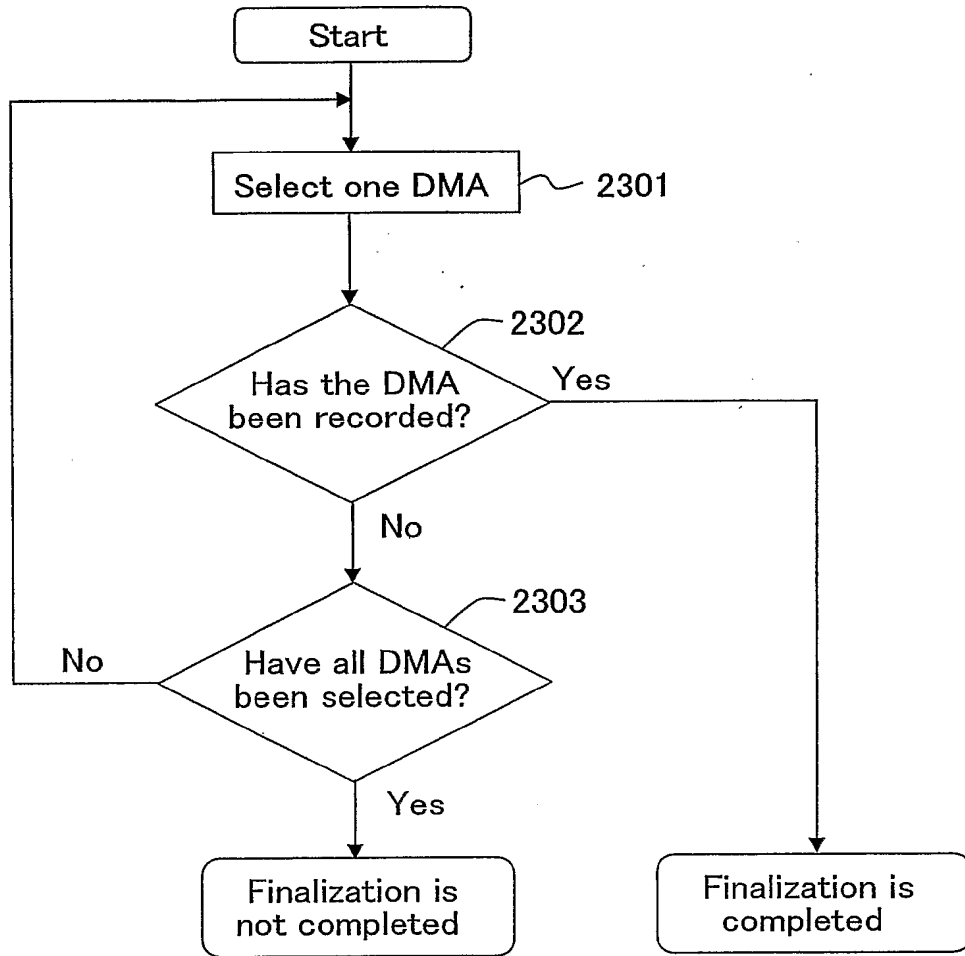 Start
Select one DMA
2301
2302
Has the DMA
been recorded?
Yes
No
2303
Have all DMAs
been selected?
No
Yes
Finalization is
not completed
Finalization is
completed